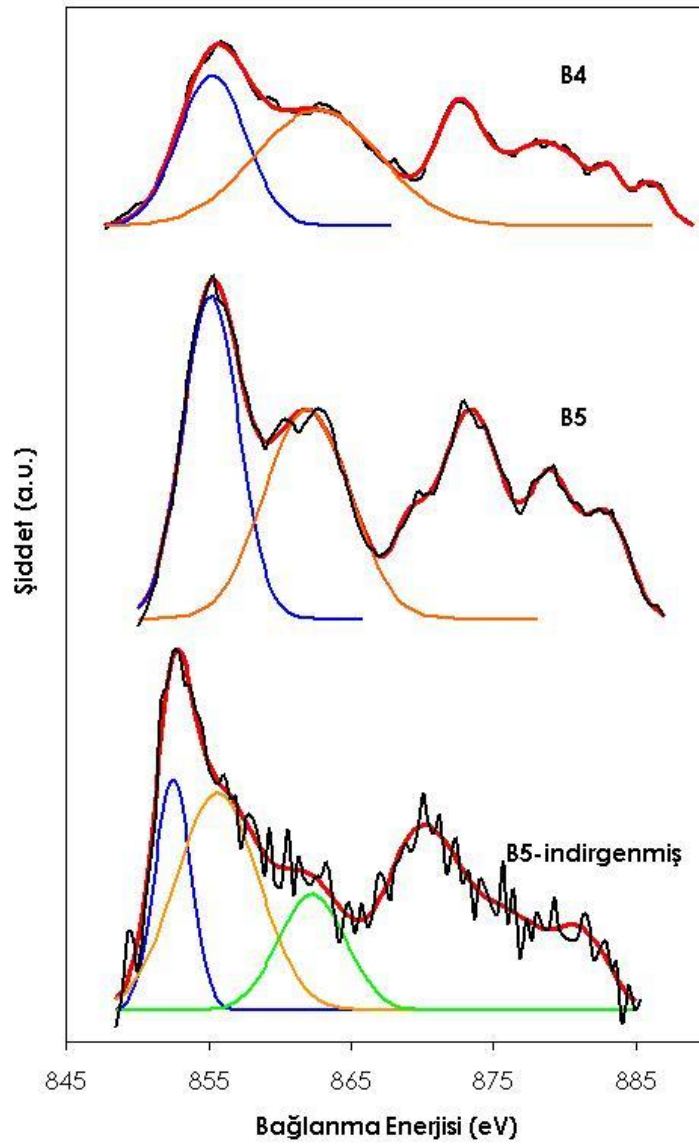 B4
B5
Şiddet (a.u.)
B5-indirgenmiş
845 855 865 875 885
Bağlanma Enerjisi (eV)